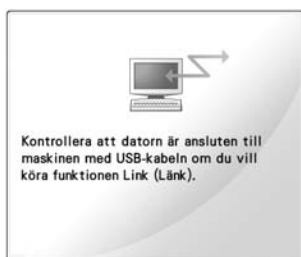 Kontrollera att datorn är ansluten till
maskinen med USB-kabeln om du vill
köra funktionen Link (Länk).